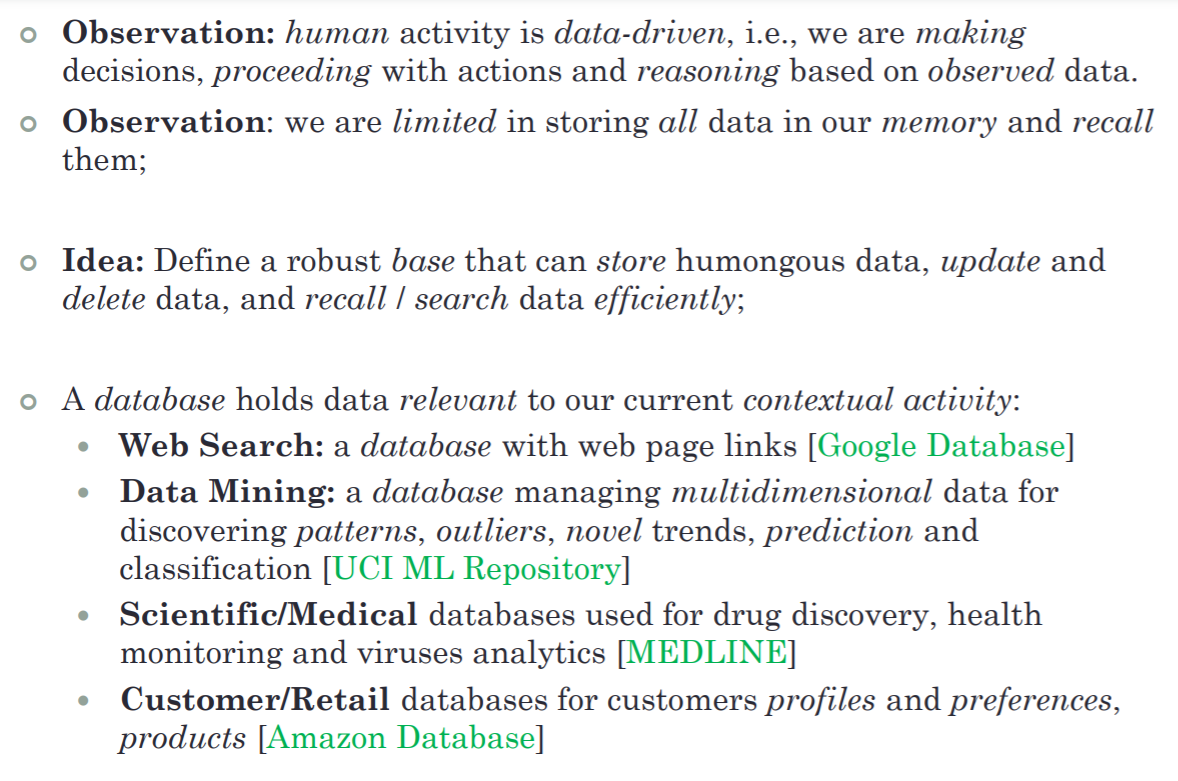 Observation: human activity is data-driven, i.e., we are making
decisions, proceeding with actions and reasoning based on observed data.
Observation: we are limited in storing all data in our memory and recall
them;
Idea: Define a robust base that can store humongous data, update and
delete data, and recall / search data efficiently;
A database holds data relevant to our current contextual activity:
Web Search: a database with web page links [Google Database]
Data Mining: a database managing multidimensional data for
discovering patterns, outliers, novel trends, prediction and
classification [UCI ML Repository]
Scientific/Medical databases used for drug discovery, health
monitoring and viruses analytics [MEDLINE]
Customer/Retail databases for customers profiles and preferences,
products [Amazon Database]